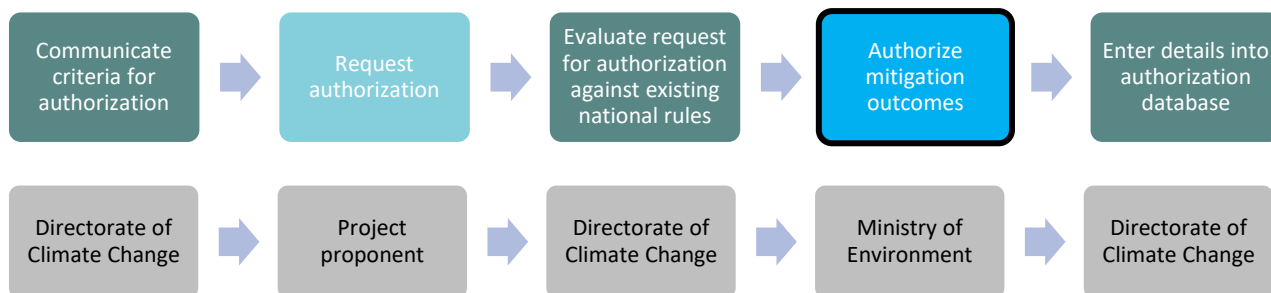 Communicate
criteria for
authorization
Request
authorization
Evaluate request
for authorization
against existing
national rules
Authorize
mitigation
outcomes
Enter details into
authorization
database
Directorate of
Climate Change
Project
proponent
Directorate of
Climate Change
Ministry of
Environment
Directorate of
Climate Change